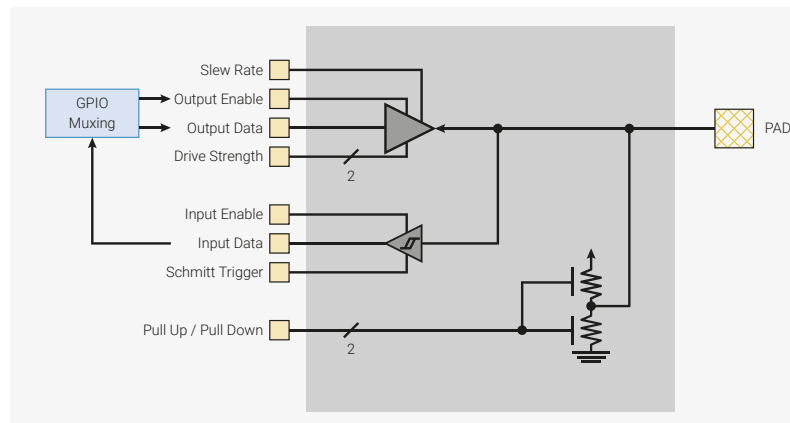 Slew Rate
GPIO
Muxing
Output Enable
Output Data
PAD
Drive Strength
2
Input Enable
Input Data
Schmitt Trigger
Pull Up / Pull Down
2